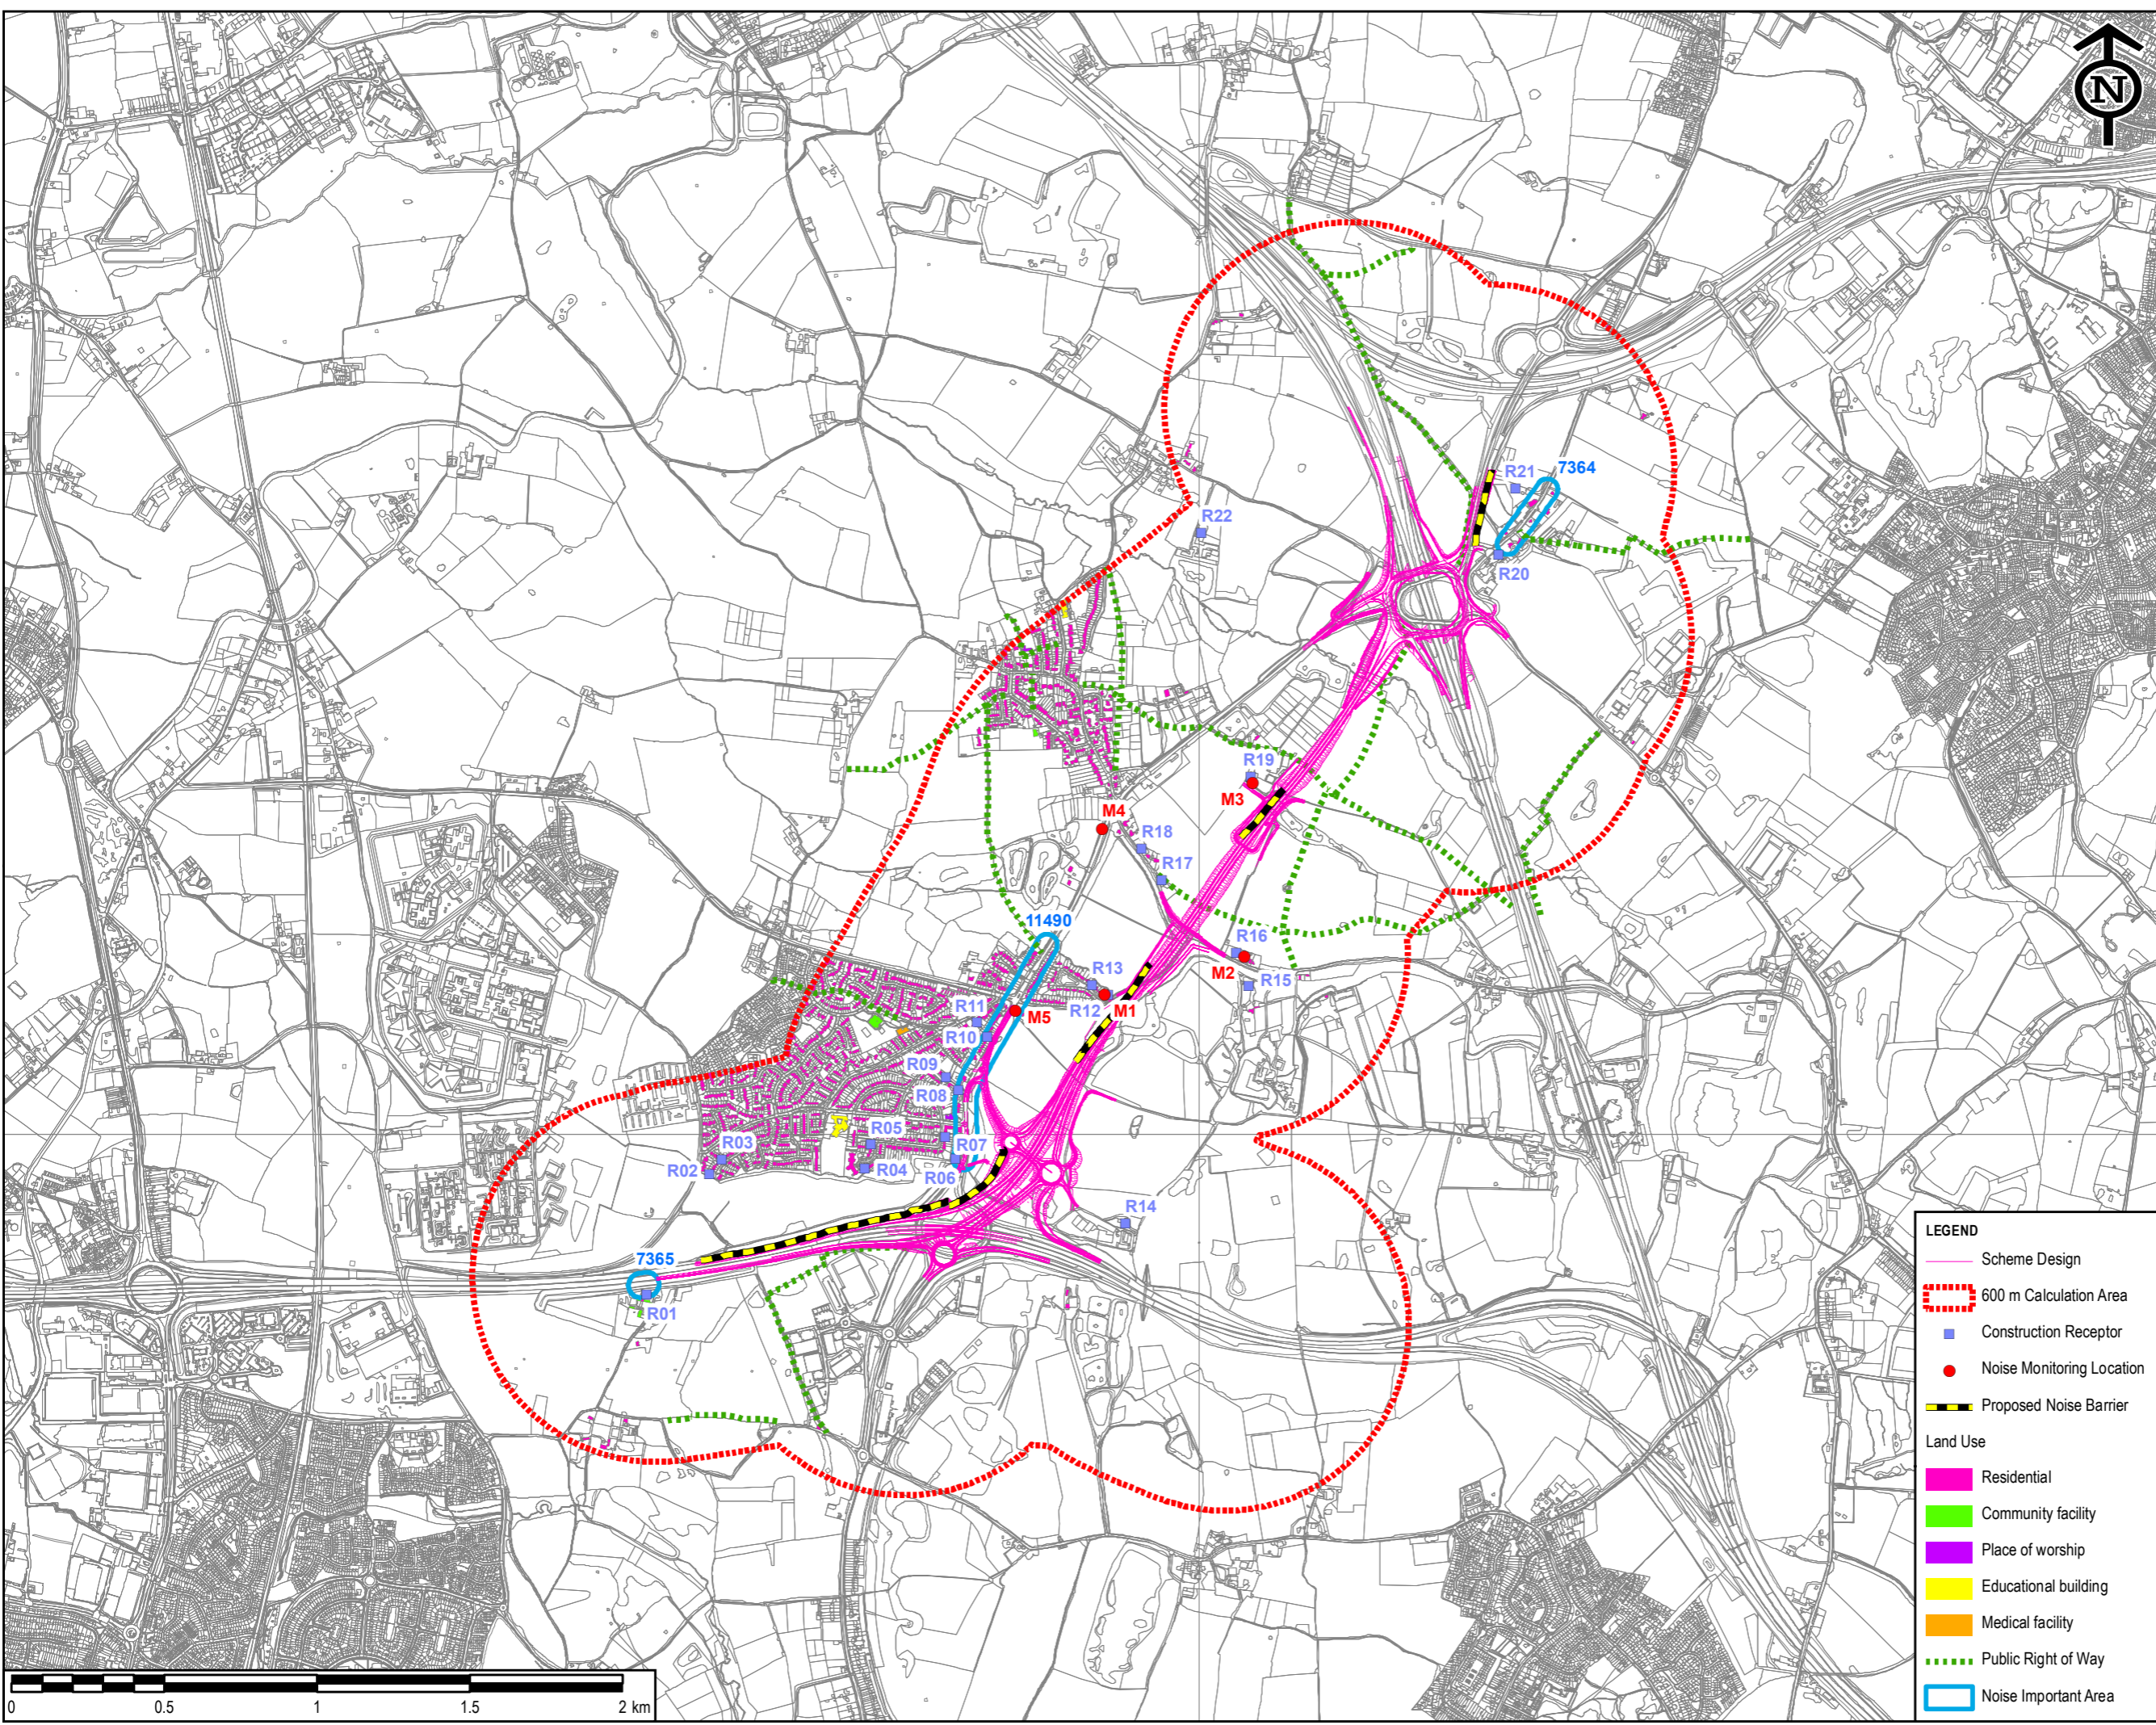 N
R21
7364
R22
R20
R19
M3
M4
R18
R17
11490
R16
M2
R15
R13
R12
M1
R11
M5
R10
R09
R08
R05
R07
R03
R02
R04
R06
R14
7365
R01
LEGEND
Scheme Design
600 m Calculation Area
Construction Receptor
Noise Monitoring Location
Proposed Noise Barrier
Land Use
Residential
Community facility
Place of worship
Educational building
Medical facility
Public Right of Way
Noise Important Area
0 0.5 1 1.5 2 km